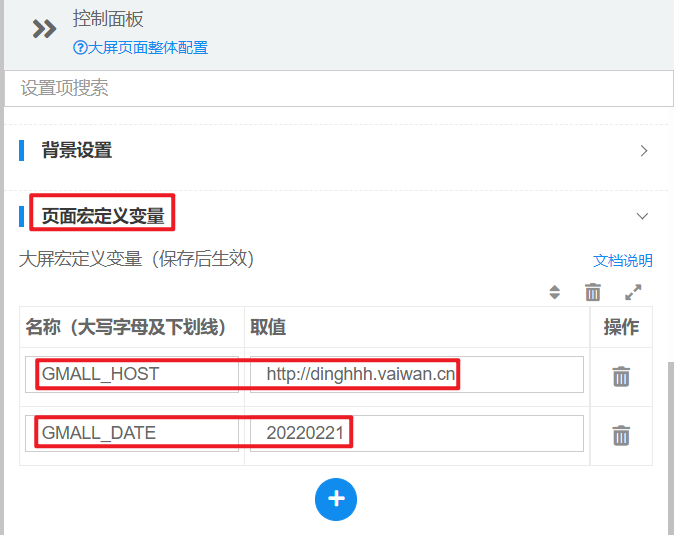 控制面板
大屏页面整体配置
设置项搜索
背景设置
页面宏定义变量
大屏宏定义变量（保存后生效） 文档说明
名称（大写字母及下划线） 取值 操作
GMALL_HOST http://dinghhh.vaiwan.cn
GMALL_DATE 20220221